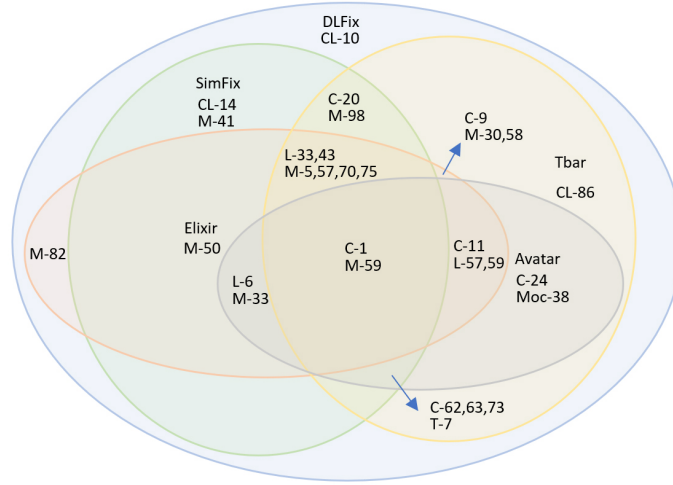 DLFix
CL-10
SimFix
CL-14
M-41
C-20
M-98
C-9
M-30,58
L-33,43
M-5,57,70,75
Tbar
CL-86
Elixir
M-50
M-82
C-1
M-59
C-11
L-57,59
Avatar
C-24
Moc-38
L-6
M-33
C-62,63,73
T-7